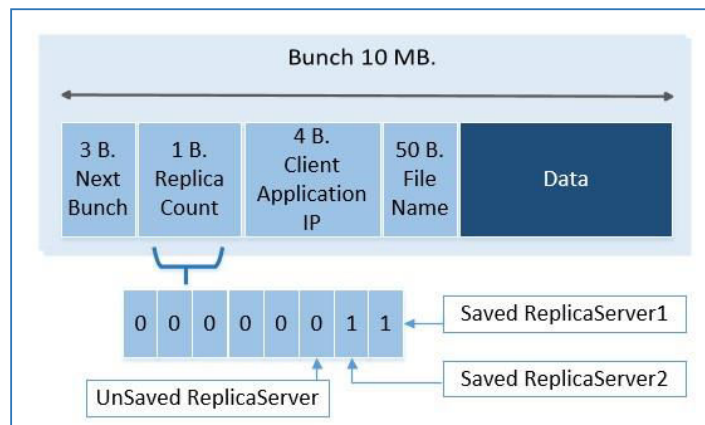 Bunch 10 MB.
3 B.
Next
Bunch
1 B.
Replica
Count
4 B.
Client
Application
IP
50 B.
File
Name
Data
0 0 0 0 0 0 1 1
Saved ReplicaServer1
Saved ReplicaServer2
UnSaved ReplicaServer